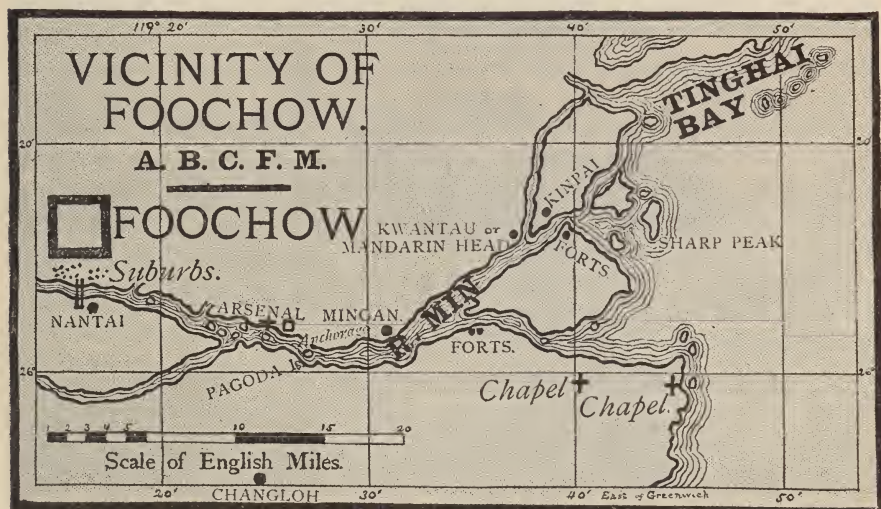 119° 20'
30'
40'
50'
VICINITY OF
FOOCHOW.
A. B. C. F. M.
FOOCHOW
TINGHAI
BAY
20'
20'
KINPAI
KWANTAU or
MANDARIN HEAD
FORTS
SHARP PEAK
Suburbs.
NANTAI
ARSENAL
MINGAN.
Anchorage
R. MIN
FORTS.
PAGODA Is.
26°
Chapel
Chapel.
1 2 3 4 5 10 15 20
Scale of English Miles.
CHANGLOH
20'
30'
40'
East of Greenwich
50'